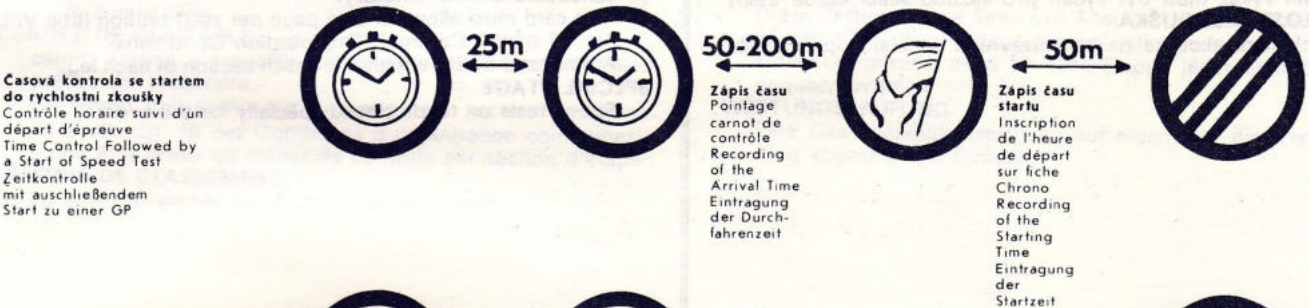 Časová kontrola se startem
do rychlostní zkoušky
Contrôle horaire suivi d'un
départ d'épreuve
Time Control Followed by
a Start of Speed Test
Zeitkontrolle
mit auschließendem
Start zu einer GP
25m
50-200m
Zápis času
Pointage
carnot de
contrôle
Recording
of the
Arrival Time
Eintragung
der Durch-
fahrenzeit
50m
Zápis času
startu
Inscription
de l'heure
de départ
sur fiche
Chrono
Recording
of the
Starting
Time
Eintragung
der
Startzeit